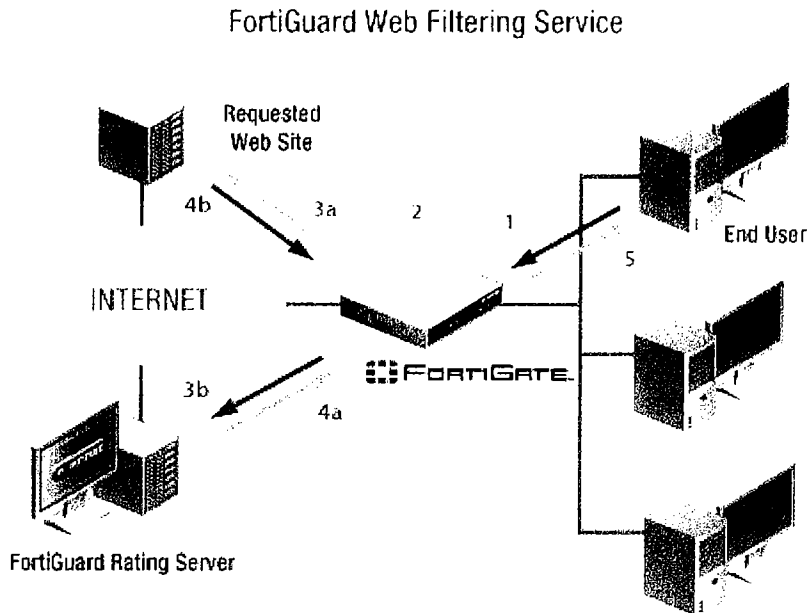 FortiGuard Web Filtering Service
Requested
Web Site
4b
3a
2
1
End User
5
INTERNET
FORTIGATE
3b
4a
FortiGuard Rating Server